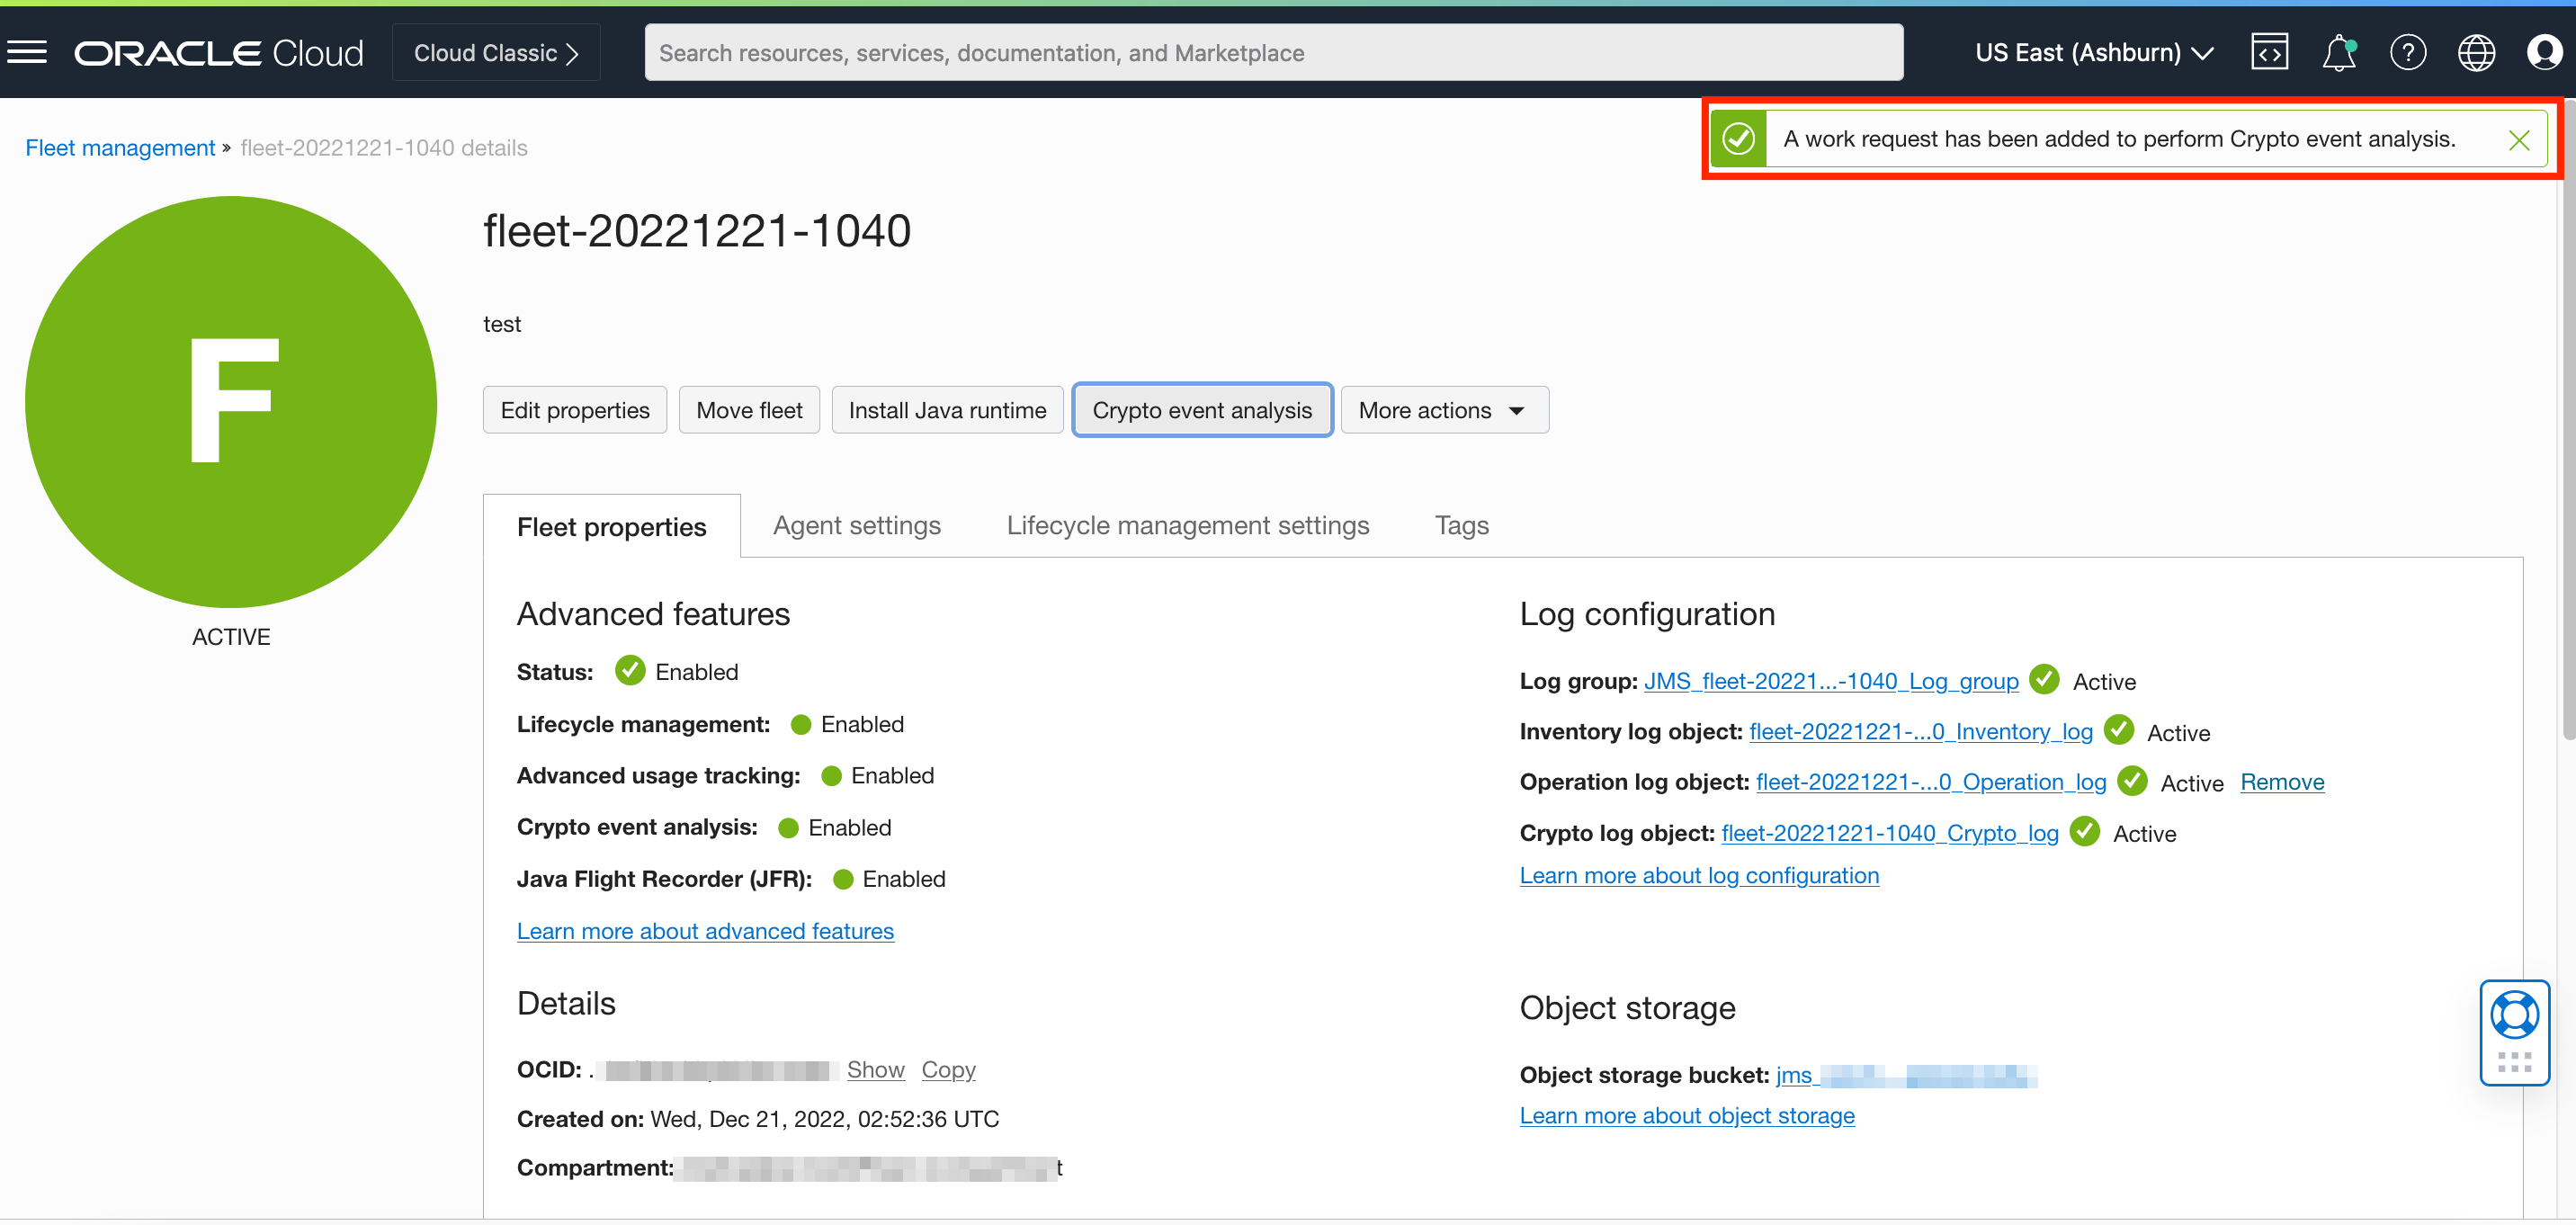 ORACLE Cloud
Cloud Classic
Search resources, services, documentation, and Marketplace
US East (Ashburn)
A work request has been added to perform Crypto event analysis.
Fleet management » fleet-20221221-1040 details
F
ACTIVE
fleet-20221221-1040
test
Edit properties
Move fleet
Install Java runtime
Crypto event analysis
More actions
Fleet properties
Agent settings
Lifecycle management settings
Tags
Advanced features
Status: Enabled
Lifecycle management: Enabled
Advanced usage tracking: Enabled
Crypto event analysis: Enabled
Java Flight Recorder (JFR): Enabled
Learn more about advanced features
Log configuration
Log group: JMS_fleet-20221...-1040_Log_group Active
Inventory log object: fleet-20221221-...0_Inventory_log Active
Operation log object: fleet-20221221-...0_Operation_log Active Remove
Crypto log object: fleet-20221221-1040_Crypto_log Active
Learn more about log configuration
Details
OCID: . Show Copy
Created on: Wed, Dec 21, 2022, 02:52:36 UTC
Compartment: t
Object storage
Object storage bucket: jms_
Learn more about object storage